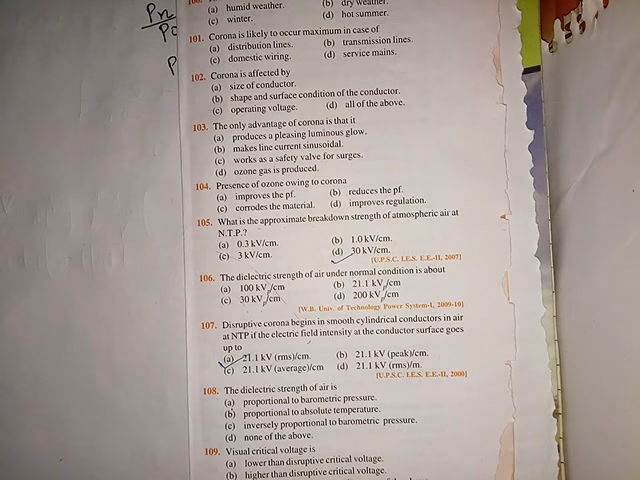 Pn
Po
P
(a) humid weather. (b) dry weather.
(c) winter. (d) hot summer.
101. Corona is likely to occur maximum in case of
(a) distribution lines. (b) transmission lines.
(c) domestic wiring. (d) service mains.
102. Corona is affected by
(a) size of conductor.
(b) shape and surface condition of the conductor.
(c) operating voltage. (d) all of the above.
103. The only advantage of corona is that it
(a) produces a pleasing luminous glow.
(b) makes line current sinusoidal.
(c) works as a safety valve for surges.
(d) ozone gas is produced.
104. Presence of ozone owing to corona
(a) improves the pf. (b) reduces the pf.
(c) corrodes the material. (d) improves regulation.
105. What is the approximate breakdown strength of atmospheric air at
N.T.P.?
(a) 0.3 kV/cm. (b) 1.0 kV/cm.
(c) 3 kV/cm. (d) 30 kV/cm.
[U.P.S.C. I.E.S. E.E.-II, 2007]
106. The dielectric strength of air under normal condition is about
(a) 100 kVp/cm (b) 21.1 kVp/cm
(c) 30 kVp/cm (d) 200 kVp/cm
[W.B. Univ. of Technology Power System-I, 2009-10]
107. Disruptive corona begins in smooth cylindrical conductors in air
at NTP if the electric field intensity at the conductor surface goes
up to
(a) 21.1 kV (rms)/cm. (b) 21.1 kV (peak)/cm.
(c) 21.1 kV (average)/cm (d) 21.1 kV (rms)/m.
[U.P.S.C. I.E.S. E.E.-II, 2000]
108. The dielectric strength of air is
(a) proportional to barometric pressure.
(b) proportional to absolute temperature.
(c) inversely proportional to barometric pressure.
(d) none of the above.
109. Visual critical voltage is
(a) lower than disruptive critical voltage.
(b) higher than disruptive critical voltage.